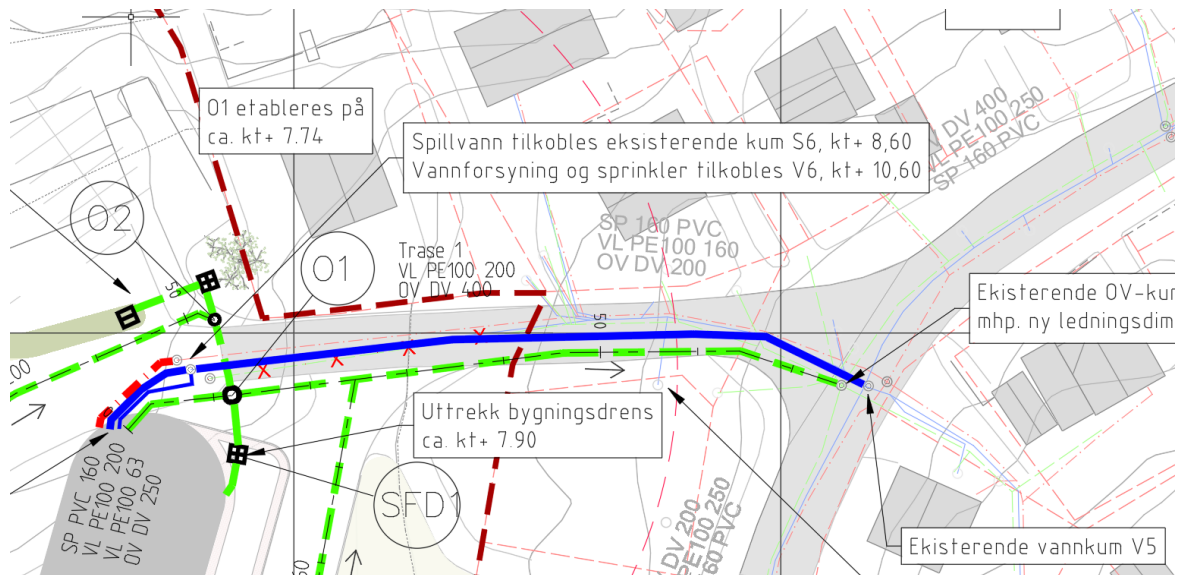 O1 etableres på
ca. kt+ 7.74
Spillvann tilkobles eksisterende kum S6, kt+ 8,60
Vannforsyning og sprinkler tilkobles V6, kt+ 10,60
DV 400
VL PE100 250
SP 160 PVC
O2
O1
Trase 1
VL PE100 200
OV DV 400
SP 160 PVC
VL PE100 160
OV DV 200
50
50
Ekisterende OV-kum
mhp. ny ledningsdim
Uttrekk bygningsdrens
ca. kt+ 7.90
SFD1
SP PVC 160
VL PE100 200
VL PE100 63
OV DV 250
DV 200
PE100 250
60 PVC
Ekisterende vannkum V5
50